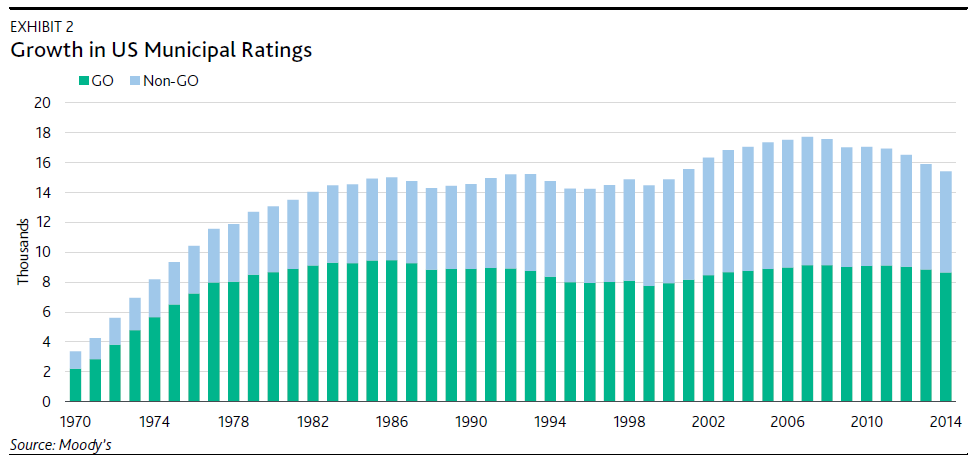 EXHIBIT 2
Growth in US Municipal Ratings
GO Non-GO
20
18
16
14
12
10
8
6
4
2
0
Thousands
1970 1974 1978 1982 1986 1990 1994 1998 2002 2006 2010 2014
Source: Moody's